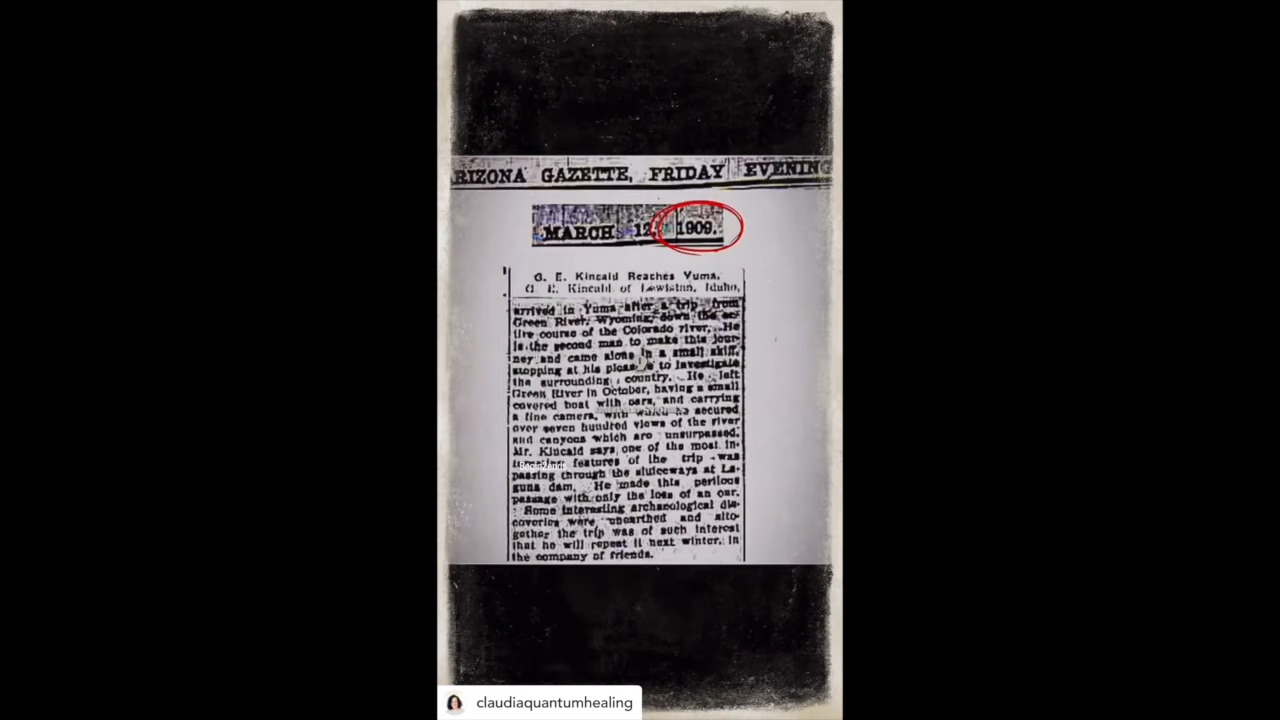 RIZONA GAZETTE, FRIDAY EVENING
MARCH 12, 1909.
G. E. Kincaid Reaches Yuma.
G. E. Kincaid of Lewiston, Idaho,
arrived in Yuma after a trip from
Green River, Wyoming, down the en-
tire course of the Colorado river. He
is the second man to make this jour-
ney and came alone in a small skiff,
stopping at his pleasure to investigate
the surrounding country. He left
Green River in October, having a small
covered boat with oars, and carrying
a fine camera, with which he secured
over seven hundred views of the river
and canyons which are unsurpassed.
Mr. Kincaid says one of the most in-
features of the trip was
passing through the sluiceways at La-
guna dam. He made this perilous
passage with only the loss of an oar.
Some interesting archaeological dis-
coveries were unearthed and alto-
gether the trip was of such interest
that he will repeat it next winter, in
the company of friends.
claudiaquantumhealing